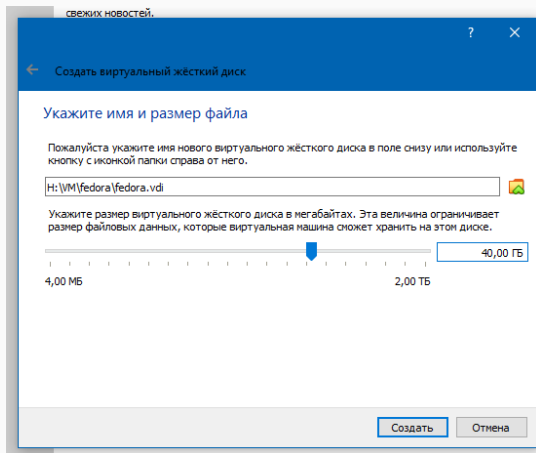 свежих новостей.
?
Создать виртуальный жёсткий диск
Укажите имя и размер файла
Пожалуйста укажите имя нового виртуального жёсткого диска в поле снизу или используйте
кнопку с иконкой папки справа от него.
H:\VM\fedora\fedora.vdi
Укажите размер виртуального жёсткого диска в мегабайтах. Эта величина ограничивает
размер файловых данных, которые виртуальная машина сможет хранить на этом диске.
40,00 ГБ
4,00 МБ 2,00 ТБ
Создать Отмена